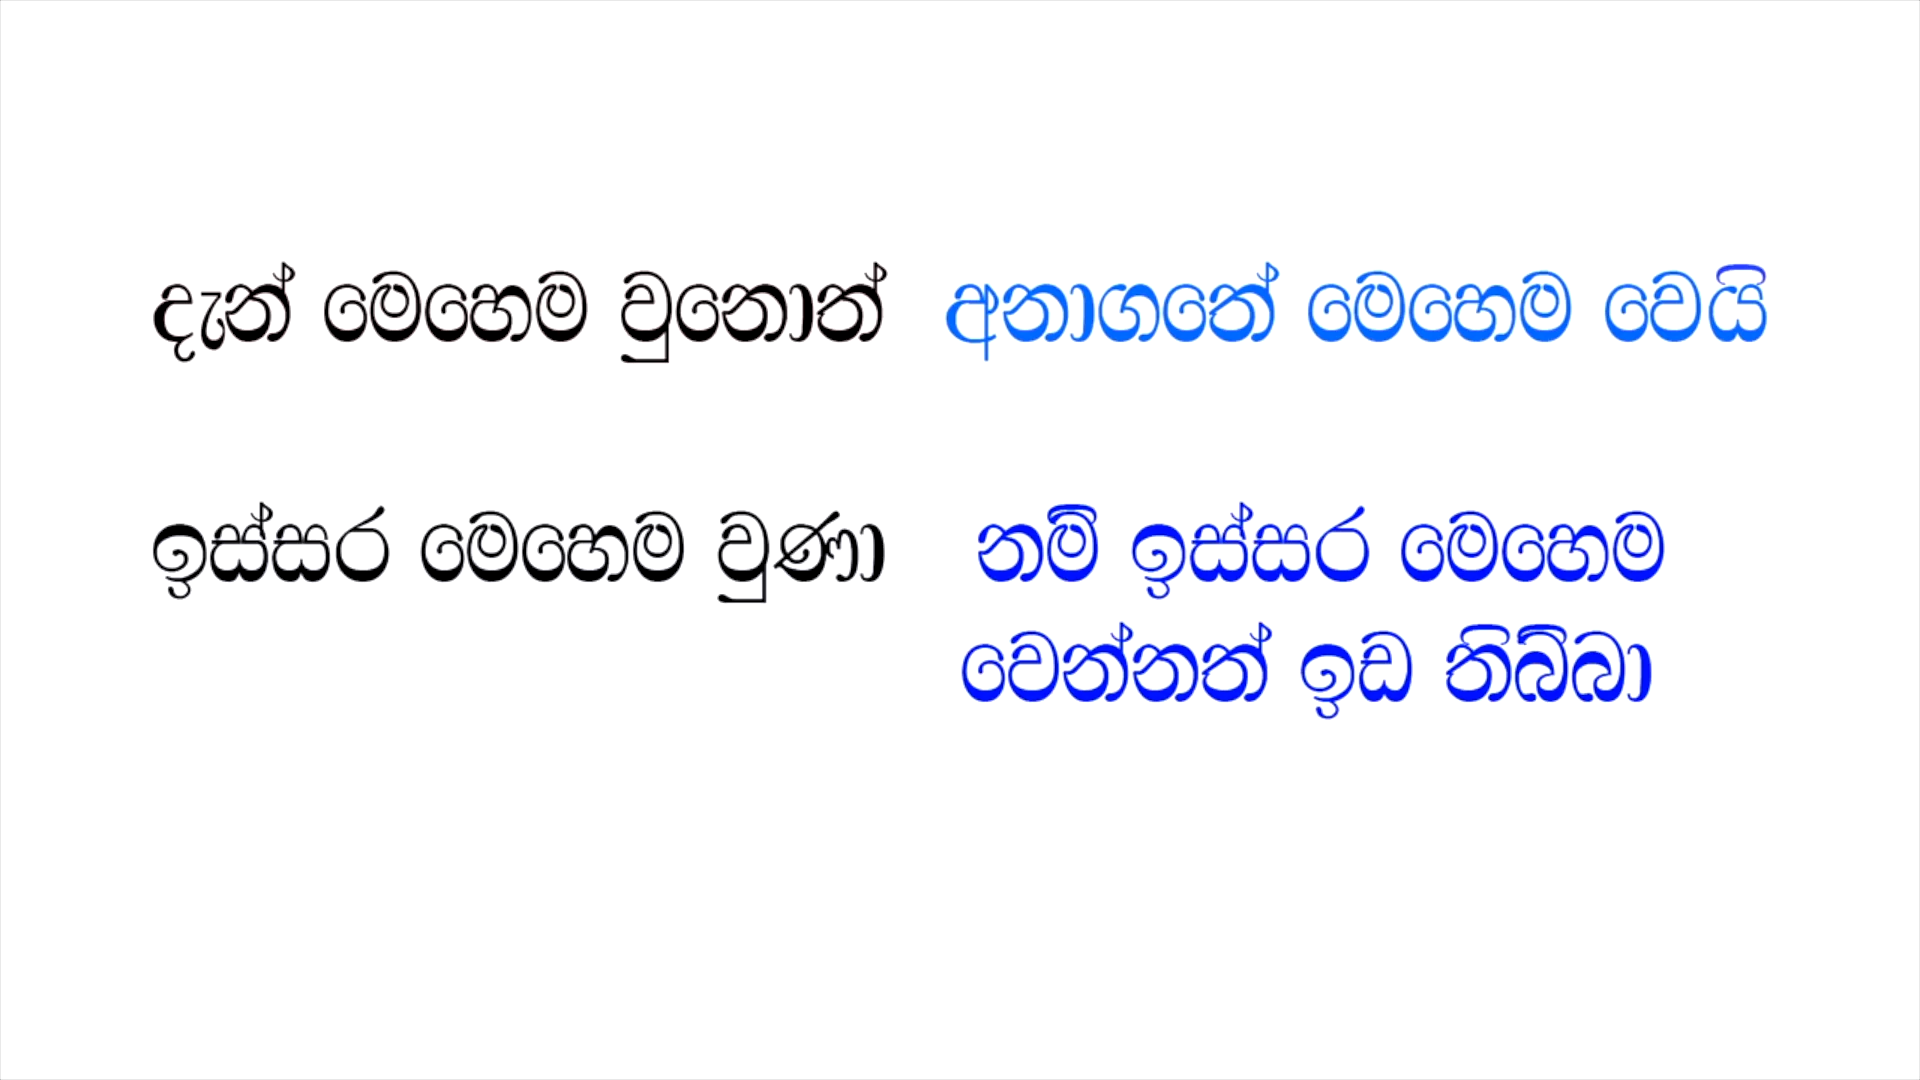 දැන් මෙහෙම වුනොත් අනාගතේ මෙහෙම වෙයි
ඉස්සර මෙහෙම වුණා නම් ඉස්සර මෙහෙම
වෙන්නත් ඉඩ තිබ්බා